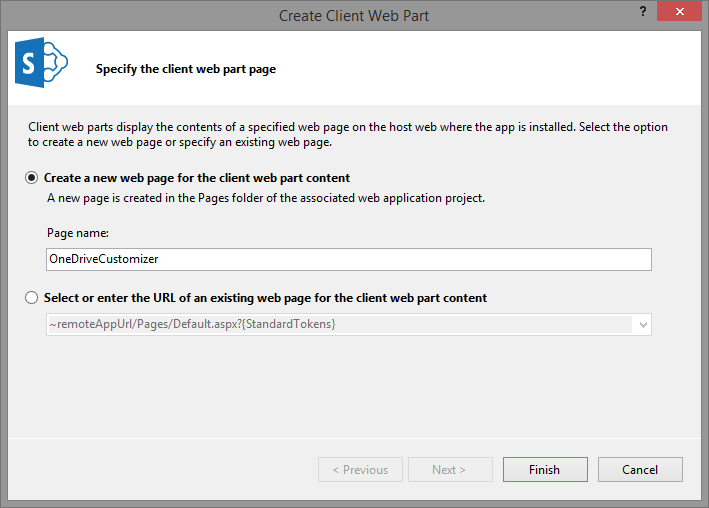 Create Client Web Part
?
S
Specify the client web part page
Client web parts display the contents of a specified web page on the host web where the app is installed. Select the option
to create a new web page or specify an existing web page.
Create a new web page for the client web part content
A new page is created in the Pages folder of the associated web application project.
Page name:
OneDriveCustomizer
Select or enter the URL of an existing web page for the client web part content
~remoteAppUrl/Pages/Default.aspx?{StandardTokens}
< Previous
Next >
Finish
Cancel